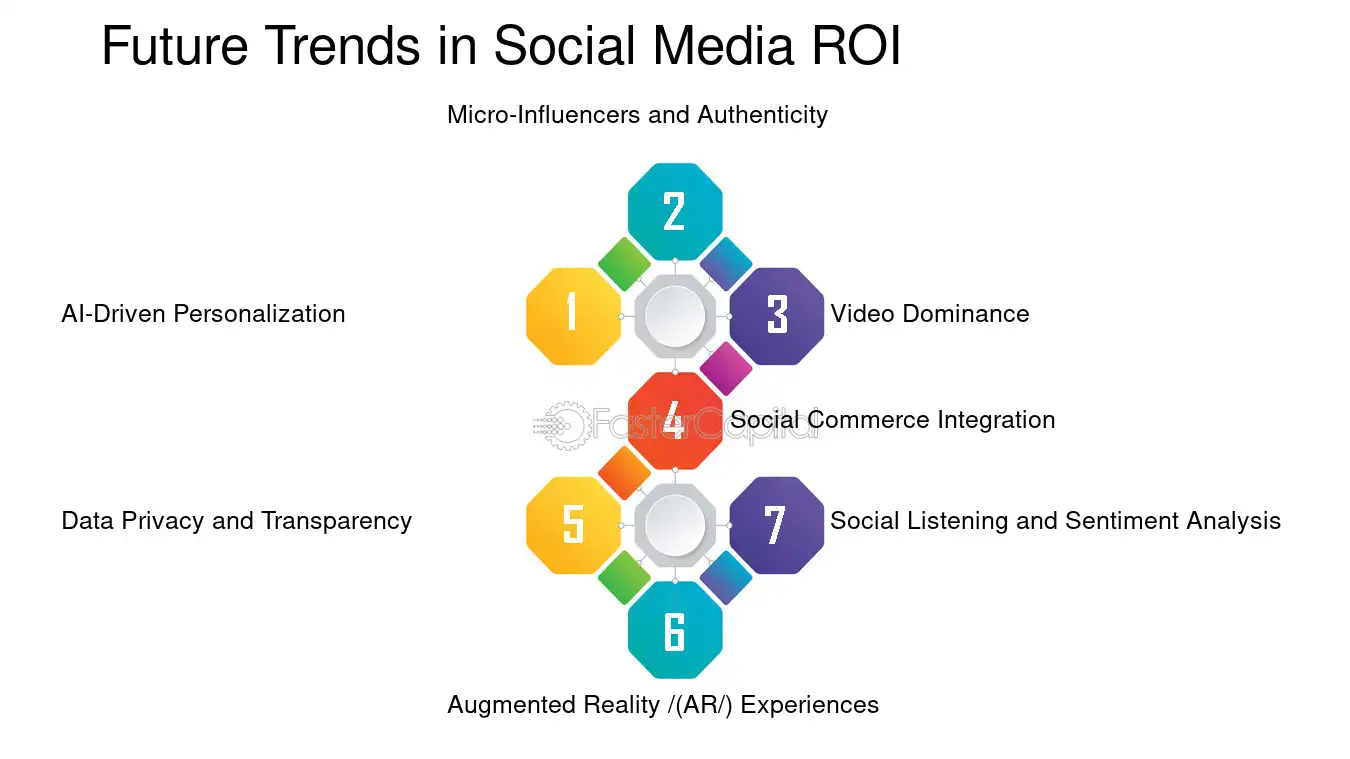 Future Trends in Social Media ROI
Micro-Influencers and Authenticity
2
1
3
AI-Driven Personalization
Video Dominance
4
FasterCapital
Social Commerce Integration
5
7
Data Privacy and Transparency
Social Listening and Sentiment Analysis
6
Augmented Reality /(AR/) Experiences